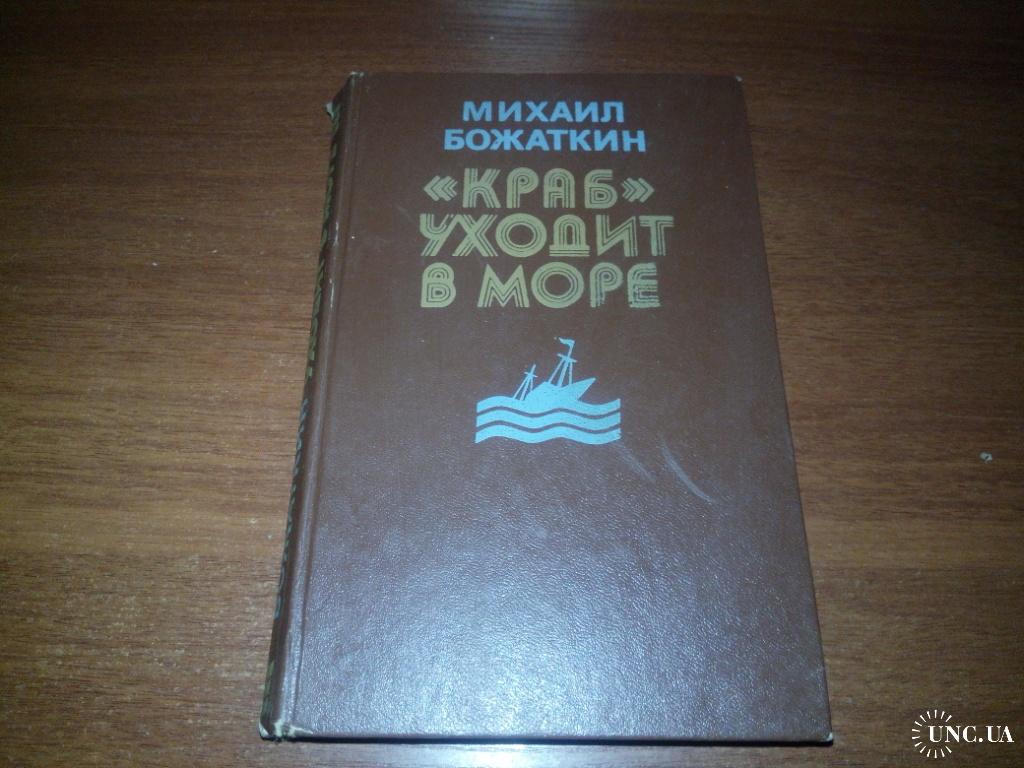 МИХАИЛ
БОЖАТКИН
«КРАБ»
УХОДИТ
В МОРЕ
UNC.UA